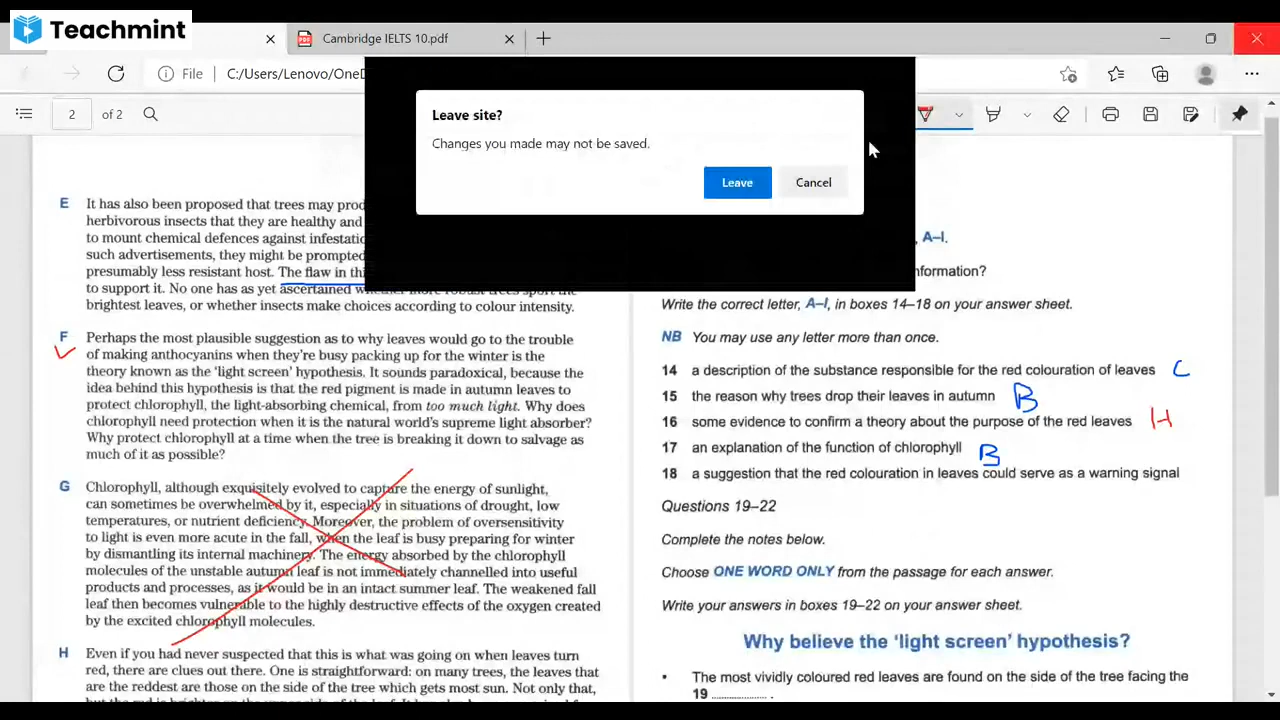 Teachmint
Cambridge IELTS 10.pdf
File
C:/Users/Lenovo/OneD
2 of 2
Leave site?
Changes you made may not be saved.
Leave Cancel
E It has also been proposed that trees may prod
herbivorous insects that they are healthy and
to mount chemical defences against infestatio
such advertisements, they might be prompted
presumably less resistant host. The flaw in thi
to support it. No one has as yet ascertained whether more robust trees sport the
brightest leaves, or whether insects make choices according to colour intensity.
F Perhaps the most plausible suggestion as to why leaves would go to the trouble
of making anthocyanins when they're busy packing up for the winter is the
theory known as the 'light screen' hypothesis. It sounds paradoxical, because the
idea behind this hypothesis is that the red pigment is made in autumn leaves to
protect chlorophyll, the light-absorbing chemical, from too much light. Why does
chlorophyll need protection when it is the natural world's supreme light absorber?
Why protect chlorophyll at a time when the tree is breaking it down to salvage as
much of it as possible?
G Chlorophyll, although exquisitely evolved to capture the energy of sunlight,
can sometimes be overwhelmed by it, especially in situations of drought, low
temperatures, or nutrient deficiency. Moreover, the problem of oversensitivity
to light is even more acute in the fall, when the leaf is busy preparing for winter
by dismantling its internal machinery. The energy absorbed by the chlorophyll
molecules of the unstable autumn leaf is not immediately channelled into useful
products and processes, as it would be in an intact summer leaf. The weakened fall
leaf then becomes vulnerable to the highly destructive effects of the oxygen created
by the excited chlorophyll molecules.
H Even if you had never suspected that this is what was going on when leaves turn
red, there are clues out there. One is straightforward: on many trees, the leaves that
are the reddest are those on the side of the tree which gets most sun. Not only that,
, A–I.
nformation?
Write the correct letter, A–I, in boxes 14–18 on your answer sheet.
NB You may use any letter more than once.
14 a description of the substance responsible for the red colouration of leaves C
15 the reason why trees drop their leaves in autumn B
16 some evidence to confirm a theory about the purpose of the red leaves H
17 an explanation of the function of chlorophyll B
18 a suggestion that the red colouration in leaves could serve as a warning signal
Questions 19–22
Complete the notes below.
Choose ONE WORD ONLY from the passage for each answer.
Write your answers in boxes 19–22 on your answer sheet.
Why believe the 'light screen' hypothesis?
• The most vividly coloured red leaves are found on the side of the tree facing the
19 .................... .